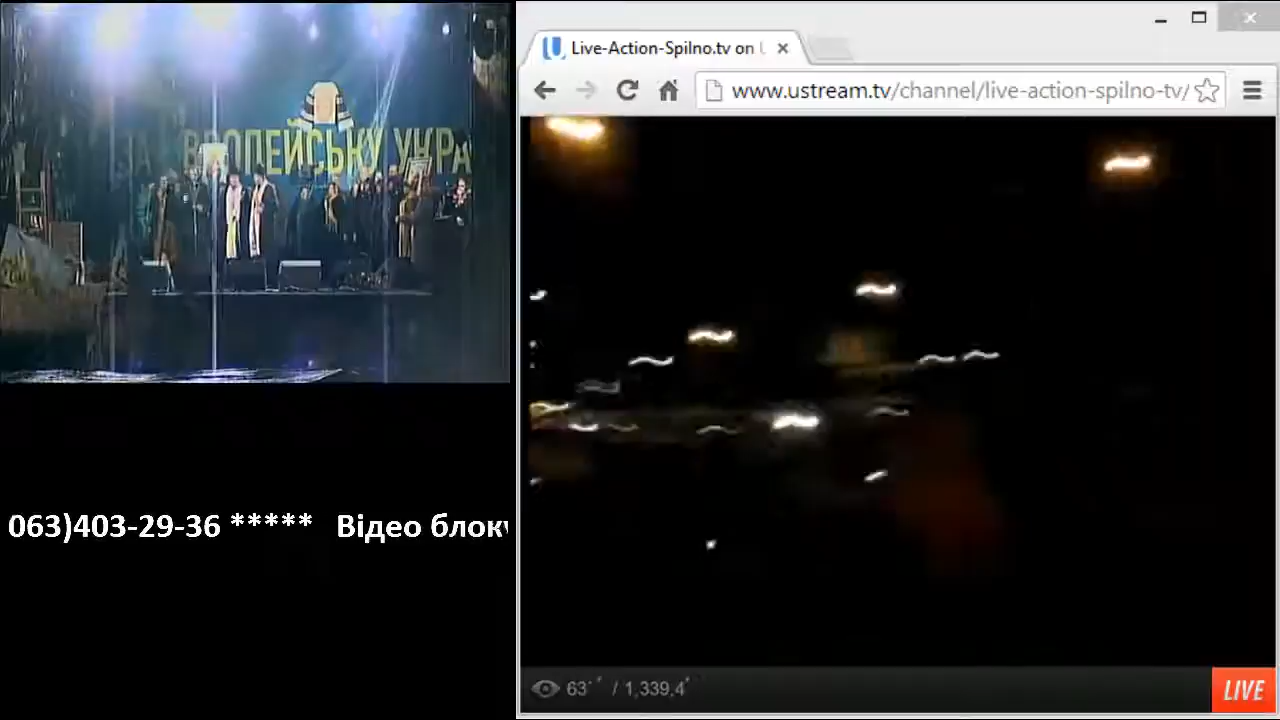 ВРОПЕЙСЬКУ УКРА
063)403-29-36 ***** Відео блок
Live-Action-Spilno.tv on
www.ustream.tv/channel/live-action-spilno-tv/
LIVE